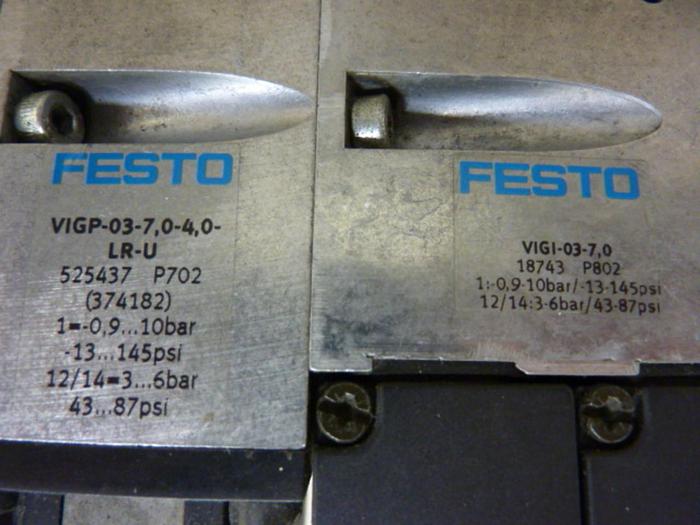 FESTO
VIGP-03-7,0-4,0-
LR-U
525437 P702
(374182)
1=-0,9...10bar
-13...145psi
12/14=3...6bar
43...87psi
FESTO
VIGI-03-7,0
18743 P802
1:-0,9-10bar/-13-145psi
12/14:3-6bar/43-87psi